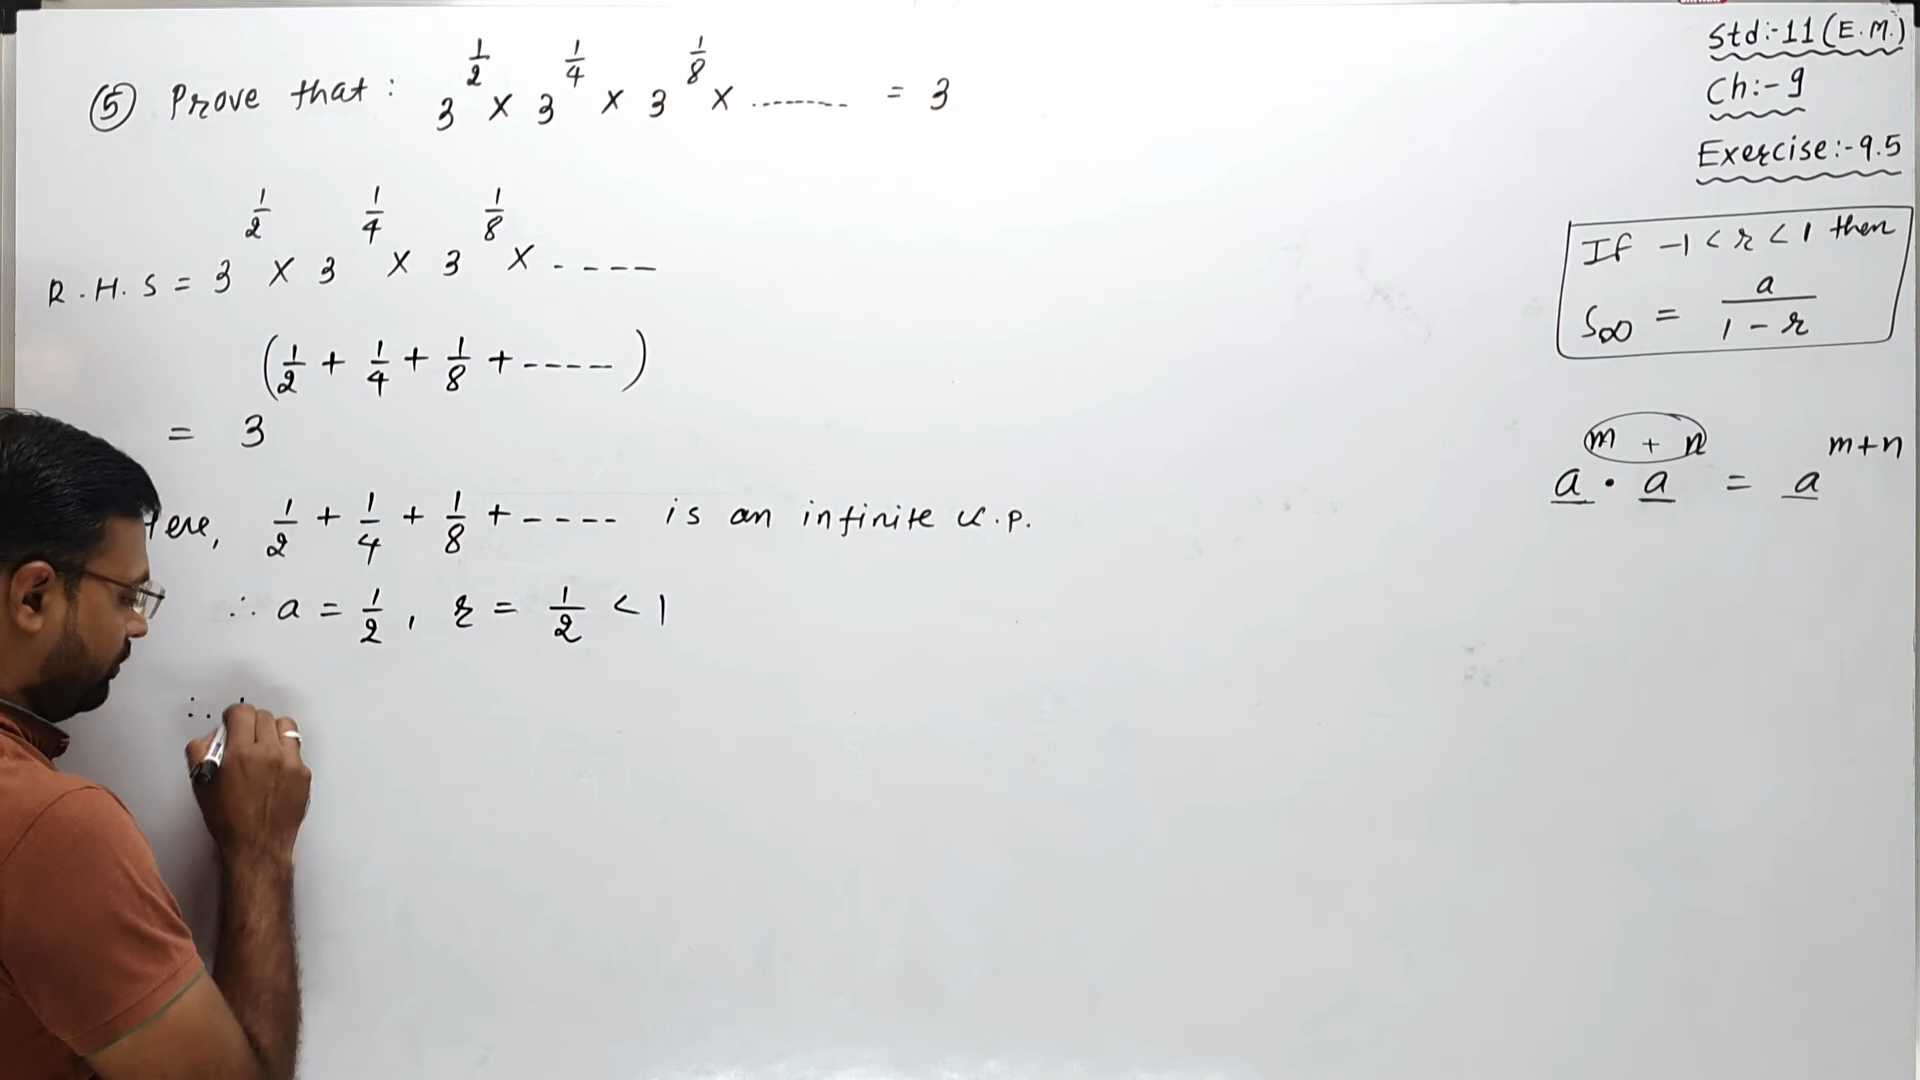 ⑤ Prove that : 3^(1/2) × 3^(1/4) × 3^(1/8) × ........ = 3
R.H.S = 3^(1/2) × 3^(1/4) × 3^(1/8) × ----
= 3^(1/2 + 1/4 + 1/8 + ----)
ere, 1/2 + 1/4 + 1/8 + ---- is an infinite G.P.
∴ a = 1/2, r = 1/2 < 1
∴
Std:-11 (E.M.)
Ch:-9
Exercise:-9.5
If -1 < r < 1 then
S∞ = a/(1 - r)
a^m + · a^n = a^(m+n)